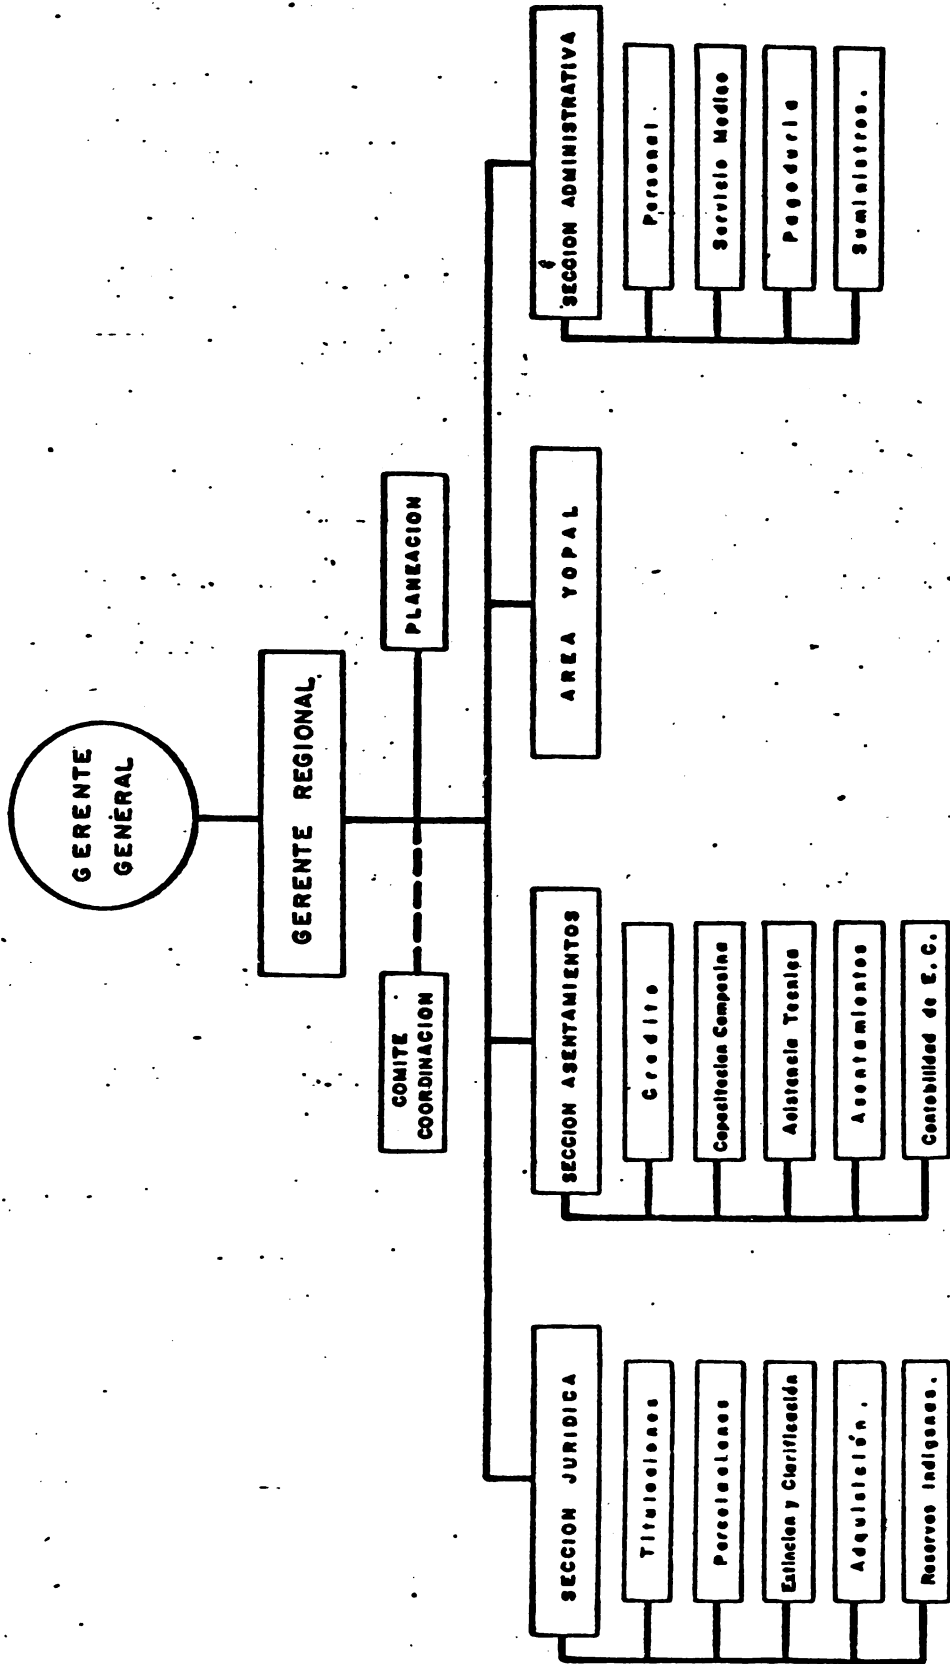 GERENTE
GENERAL
GERENTE REGIONAL
COMITE
COORDINACION
PLANEACION
SECCION JURIDICA
Titulaciones
Parcelaciones
Extincion y Clarificación
Adquisición.
Reservas Indigenas.
SECCION ASENTAMIENTOS
Credito
Capacitacion Campesina
Asistencia Tecnica
Asentamientos
Contabilidad de E. C.
AREA YOPAL
SECCION ADMINISTRATIVA
Personal.
Servicio Medico
Pagaduria
Suministros.